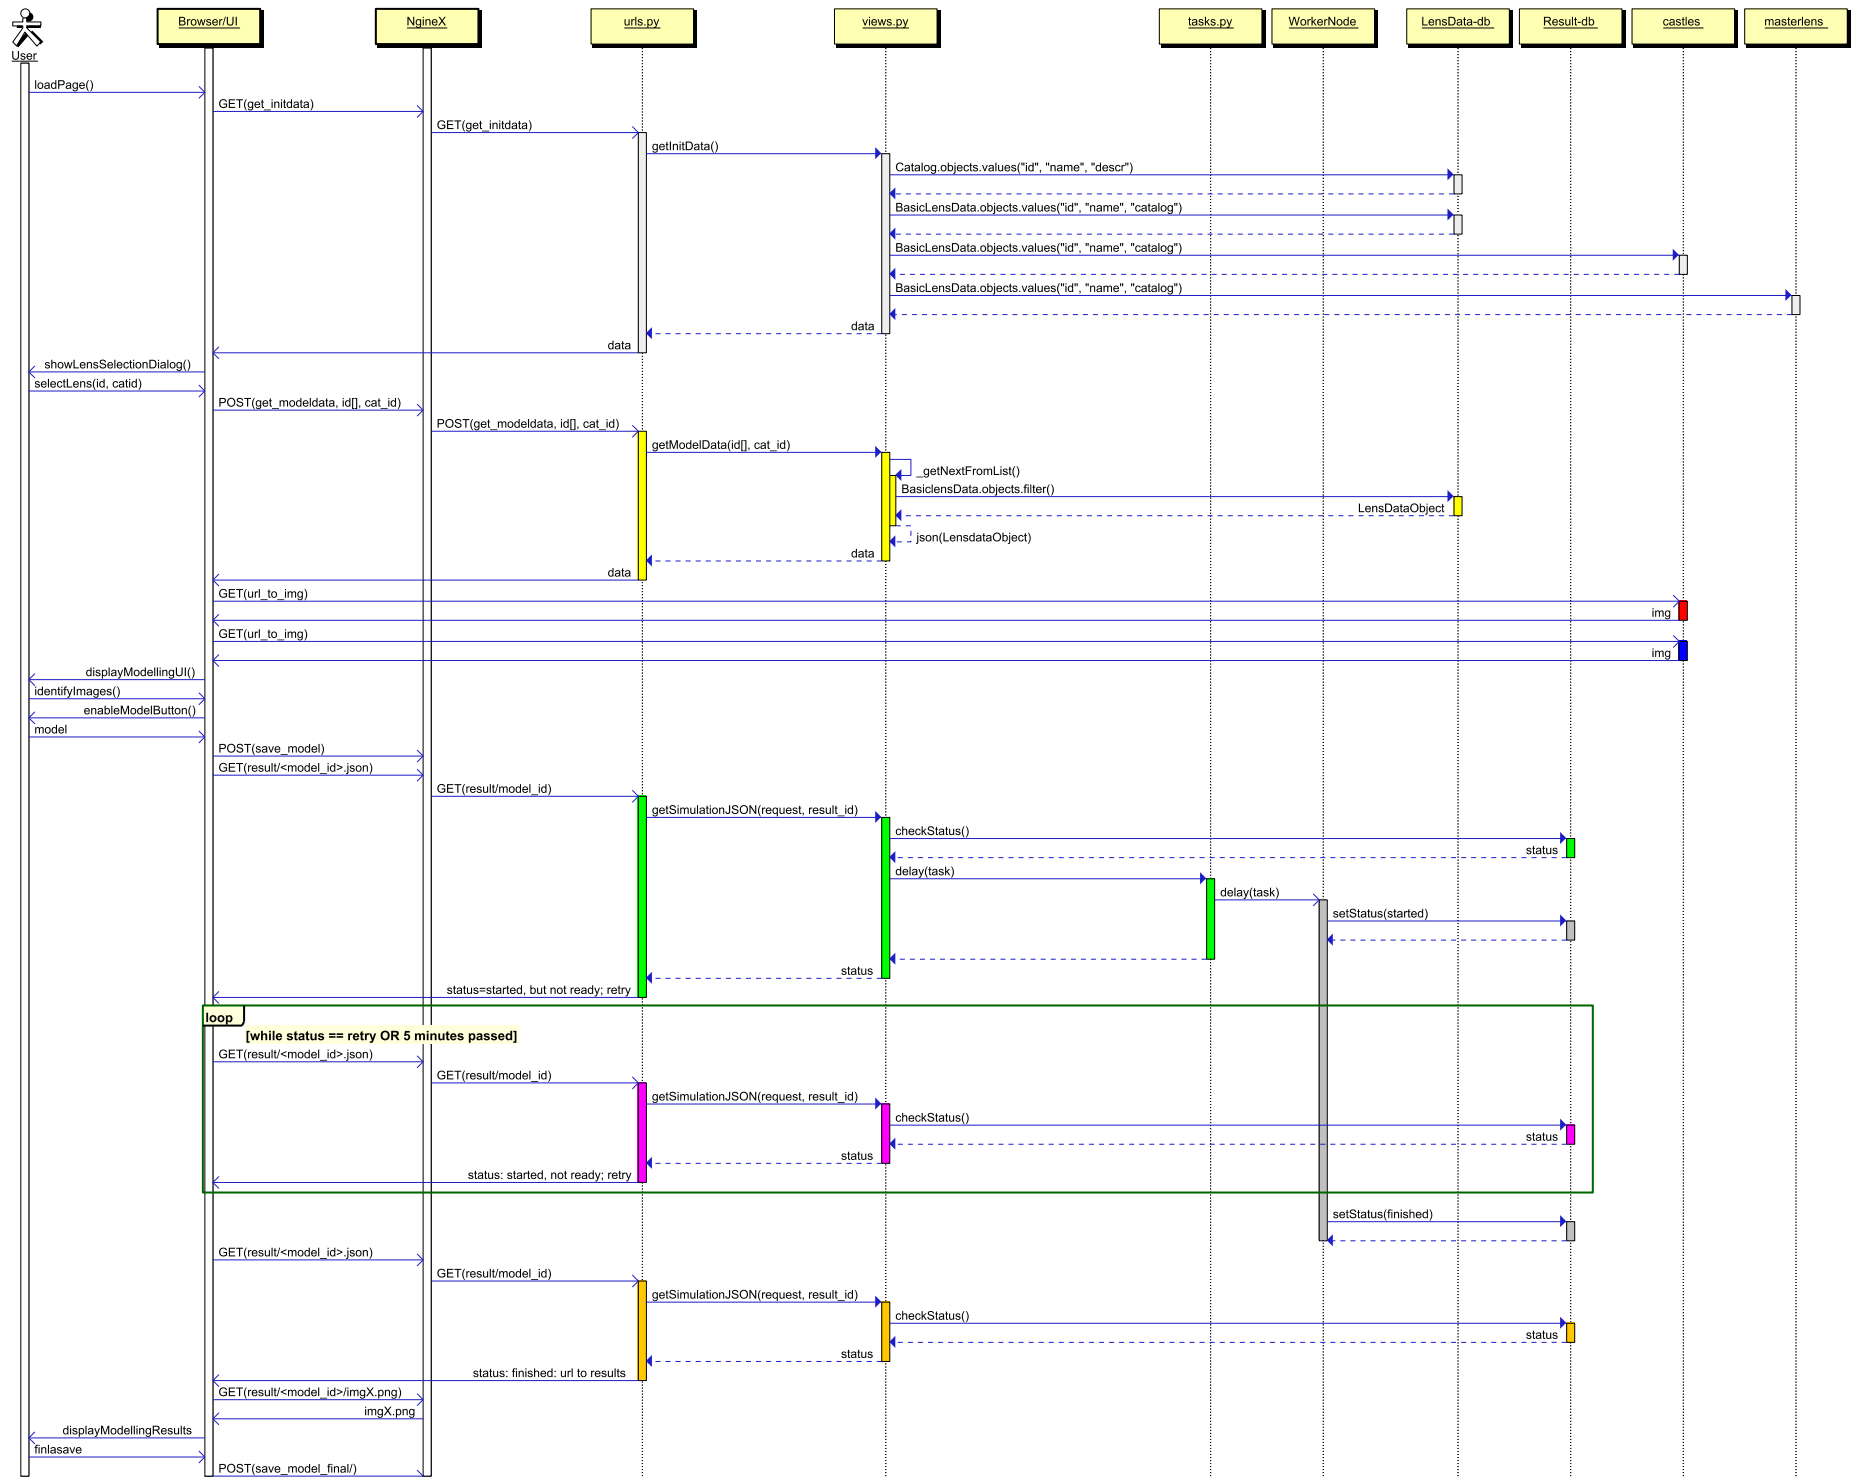 Browser/UI
NgineX
urls.py
views.py
tasks.py
WorkerNode
LensData-db
Result-db
castles
masterlens
User
loadPage()
GET(get_initdata)
GET(get_initdata)
getInitData()
Catalog.objects.values("id", "name", "descr")
BasicLensData.objects.values("id", "name", "catalog")
BasicLensData.objects.values("id", "name", "catalog")
BasicLensData.objects.values("id", "name", "catalog")
data
data
showLensSelectionDialog()
selectLens(id, catid)
POST(get_modeldata, id[], cat_id)
POST(get_modeldata, id[], cat_id)
getModelData(id[], cat_id)
_getNextFromList()
BasiclensData.objects.filter()
LensDataObject
json(LensdataObject)
data
data
GET(url_to_img)
img
GET(url_to_img)
img
displayModellingUI()
identifyImages()
enableModelButton()
model
POST(save_model)
GET(result/<model_id>.json)
GET(result/model_id)
getSimulationJSON(request, result_id)
checkStatus()
status
delay(task)
delay(task)
setStatus(started)
status
status=started, but not ready; retry
loop
[while status == retry OR 5 minutes passed]
GET(result/<model_id>.json)
GET(result/model_id)
getSimulationJSON(request, result_id)
checkStatus()
status
status
status: started, not ready; retry
setStatus(finished)
GET(result/<model_id>.json)
GET(result/model_id)
getSimulationJSON(request, result_id)
checkStatus()
status
status
status: finished: url to results
GET(result/<model_id>/imgX.png)
imgX.png
displayModellingResults
finlasave
POST(save_model_final/)